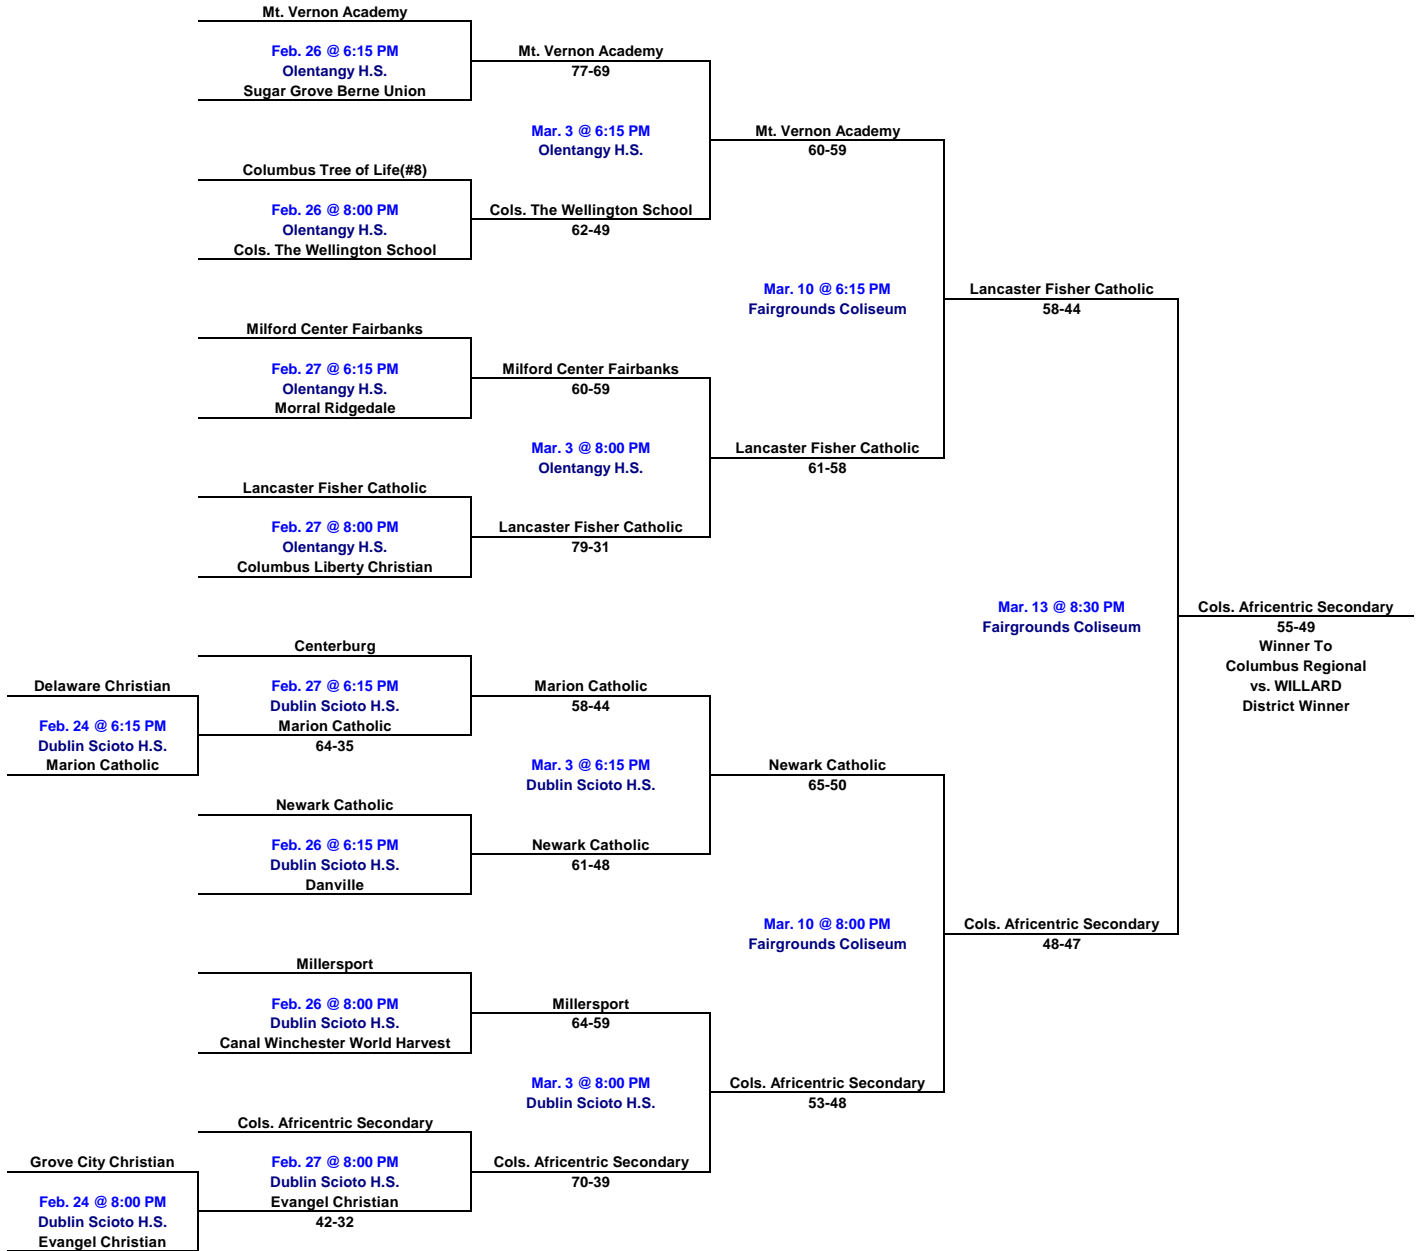 Mt. Vernon Academy
Feb. 26 @ 6:15 PM
Olentangy H.S.
Sugar Grove Berne Union
Mt. Vernon Academy
77-69
Columbus Tree of Life(#8)
Feb. 26 @ 8:00 PM
Olentangy H.S.
Cols. The Wellington School
Cols. The Wellington School
62-49
Mar. 3 @ 6:15 PM
Olentangy H.S.
Mt. Vernon Academy
60-59
Milford Center Fairbanks
Feb. 27 @ 6:15 PM
Olentangy H.S.
Morral Ridgedale
Milford Center Fairbanks
60-59
Lancaster Fisher Catholic
Feb. 27 @ 8:00 PM
Olentangy H.S.
Columbus Liberty Christian
Lancaster Fisher Catholic
79-31
Mar. 3 @ 8:00 PM
Olentangy H.S.
Lancaster Fisher Catholic
61-58
Mar. 10 @ 6:15 PM
Fairgrounds Coliseum
Lancaster Fisher Catholic
58-44
Delaware Christian
Feb. 24 @ 6:15 PM
Dublin Scioto H.S.
Marion Catholic
Centerburg
Feb. 27 @ 6:15 PM
Dublin Scioto H.S.
Marion Catholic
64-35
Marion Catholic
58-44
Newark Catholic
Feb. 26 @ 6:15 PM
Dublin Scioto H.S.
Danville
Newark Catholic
61-48
Mar. 3 @ 6:15 PM
Dublin Scioto H.S.
Newark Catholic
65-50
Millersport
Feb. 26 @ 8:00 PM
Dublin Scioto H.S.
Canal Winchester World Harvest
Millersport
64-59
Grove City Christian
Feb. 24 @ 8:00 PM
Dublin Scioto H.S.
Evangel Christian
Cols. Africentric Secondary
Feb. 27 @ 8:00 PM
Dublin Scioto H.S.
Evangel Christian
42-32
Cols. Africentric Secondary
70-39
Mar. 3 @ 8:00 PM
Dublin Scioto H.S.
Cols. Africentric Secondary
53-48
Mar. 10 @ 8:00 PM
Fairgrounds Coliseum
Cols. Africentric Secondary
48-47
Mar. 13 @ 8:30 PM
Fairgrounds Coliseum
Cols. Africentric Secondary
55-49
Winner To
Columbus Regional
vs. WILLARD
District Winner